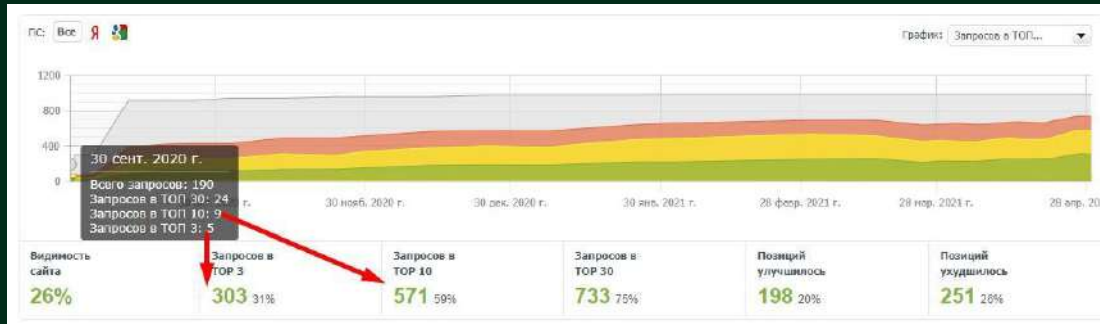 ПС: Все Я
График: Запросов в ТОП...
1200
800
400
0
30 сент. 2020 г.
Всего запросов: 190
Запросов в ТОП 30: 24
Запросов в ТОП 10: 9
Запросов в ТОП 3: 5
г.
30 нояб. 2020 г.
30 дек. 2020 г.
30 янв. 2021 г.
28 февр. 2021 г.
28 мар. 2021 г.
28 апр. 20
Видимость сайта
26%
Запросов в
TOP 3
303 31%
Запросов в
TOP 10
571 59%
Запросов в
TOP 30
733 75%
Позиций
улучшилось
198 20%
Позиций
ухудшилось
251 26%